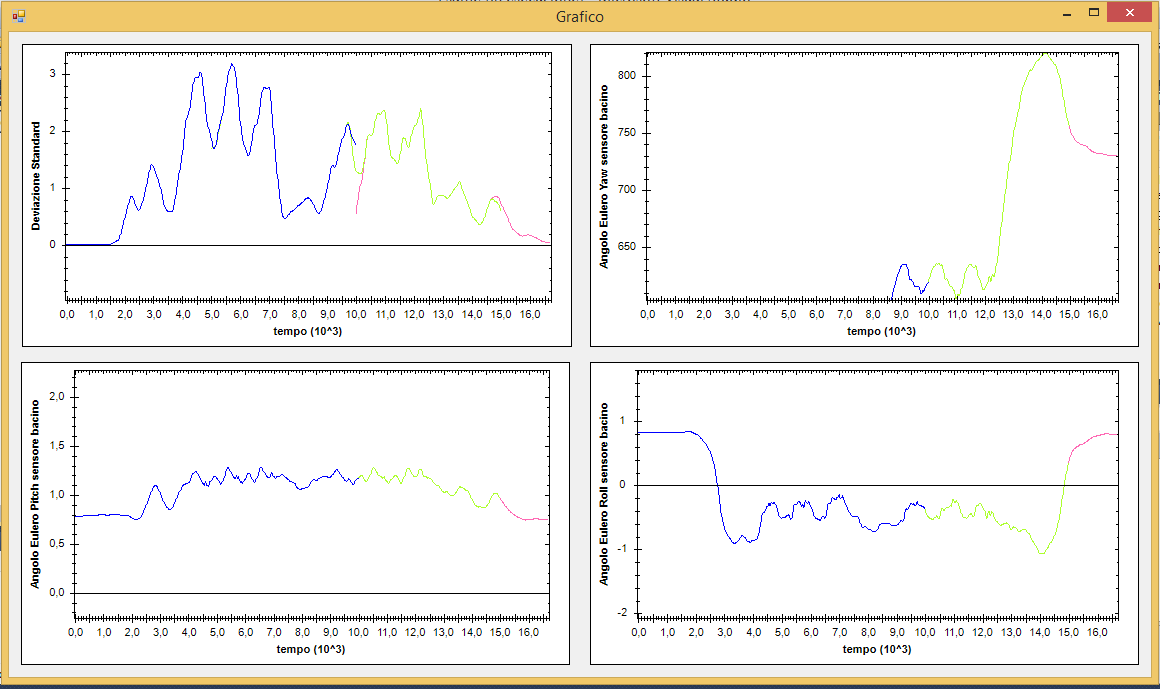 Grafico
Deviazione Standard
3
2
1
0
0,0 1,0 2,0 3,0 4,0 5,0 6,0 7,0 8,0 9,0 10,0 11,0 12,0 13,0 14,0 15,0 16,0
tempo (10^3)
Angolo Eulero Yaw sensore bacino
800
750
700
650
0,0 1,0 2,0 3,0 4,0 5,0 6,0 7,0 8,0 9,0 10,0 11,0 12,0 13,0 14,0 15,0 16,0
tempo (10^3)
Angolo Eulero Pitch sensore bacino
2,0
1,5
1,0
0,5
0,0
0,0 1,0 2,0 3,0 4,0 5,0 6,0 7,0 8,0 9,0 10,0 11,0 12,0 13,0 14,0 15,0 16,0
tempo (10^3)
Angolo Eulero Roll sensore bacino
1
0
-1
-2
0,0 1,0 2,0 3,0 4,0 5,0 6,0 7,0 8,0 9,0 10,0 11,0 12,0 13,0 14,0 15,0 16,0
tempo (10^3)